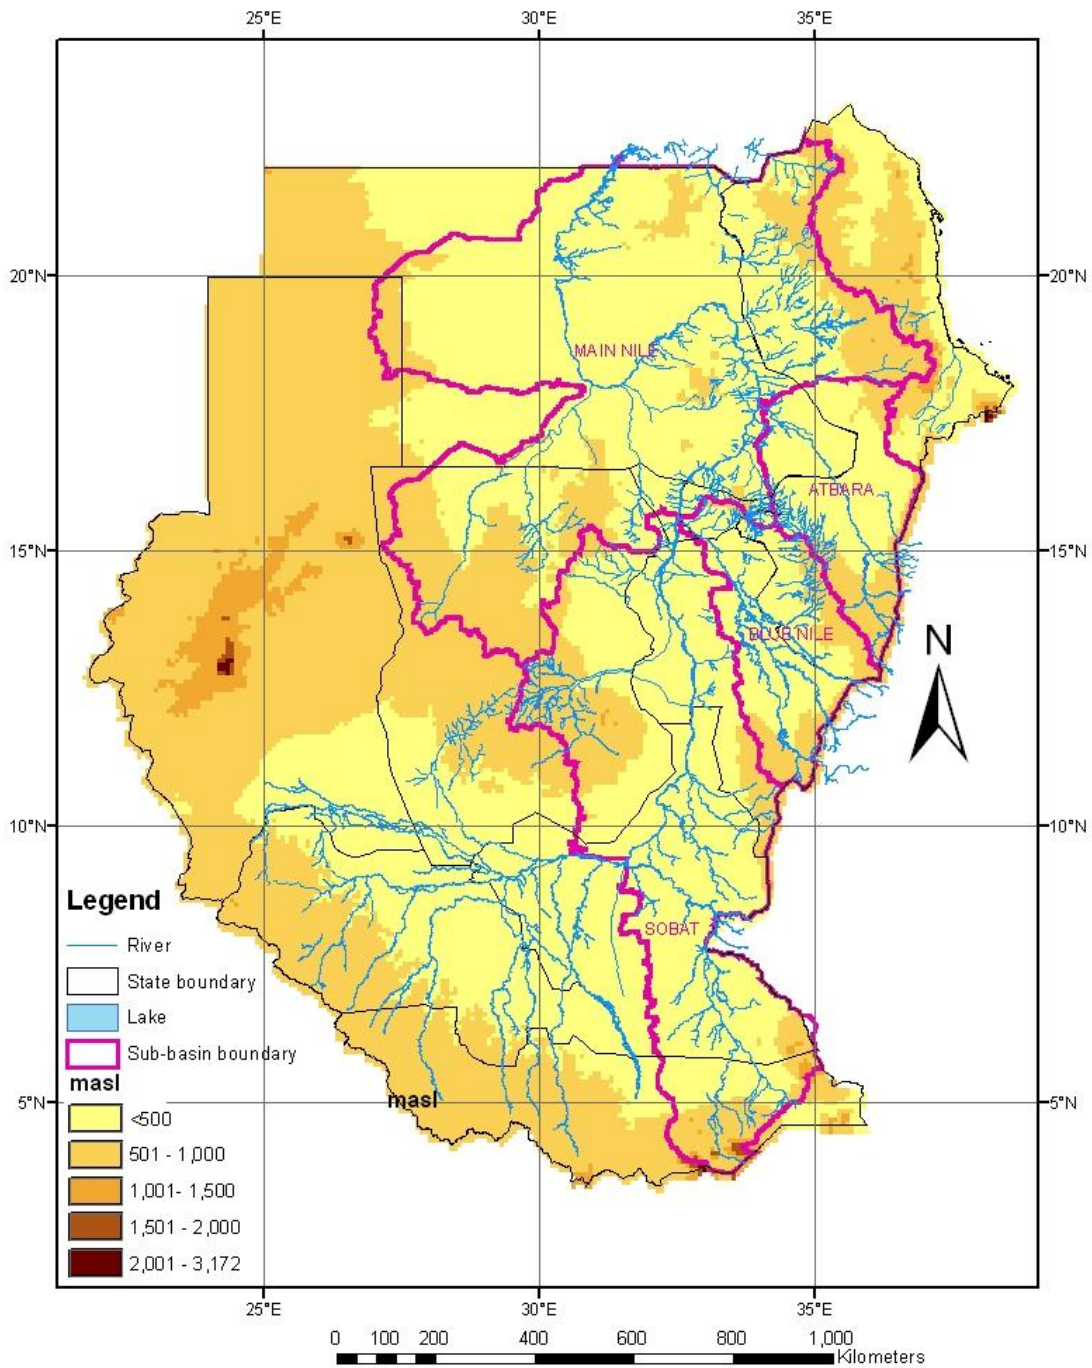 25°E 30°E 35°E
20°N 20°N
MAIN NILE
ATBARA
15°N 15°N
BLUE NILE
N
10°N 10°N
Legend
River
SOBAT
State boundary
Lake
Sub-basin boundary
masl
5°N masl 5°N
<500
501 - 1,000
1,001- 1,500
1,501 - 2,000
2,001 - 3,172
25°E 30°E 35°E
0 100 200 400 600 800 1,000
Kilometers